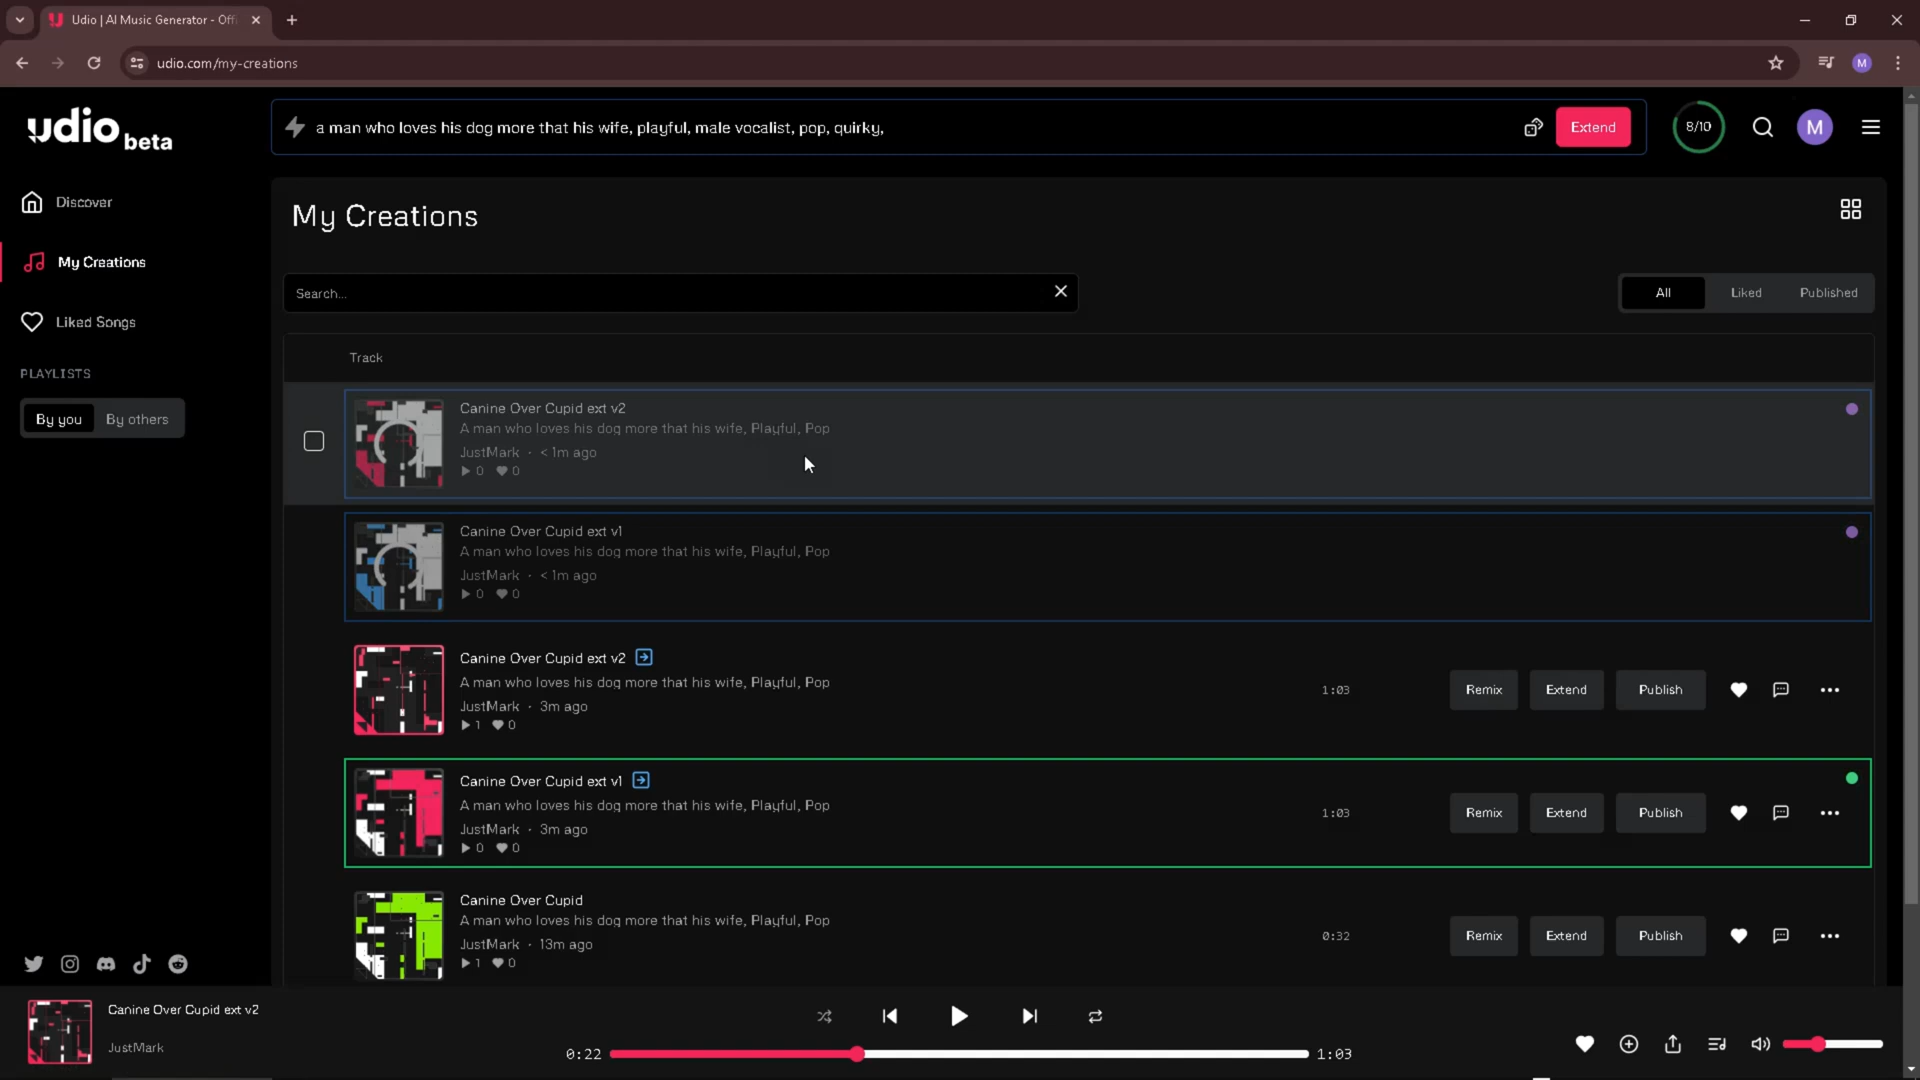 Udio | AI Music Generator - Offi
udio.com/my-creations
M
udio beta
a man who loves his dog more that his wife, playful, male vocalist, pop, quirky,
Extend
8/10
M
Discover
My Creations
Liked Songs
PLAYLISTS
By you
By others
My Creations
Search...
All
Liked
Published
Track
Canine Over Cupid ext v2
A man who loves his dog more that his wife, Playful, Pop
JustMark · < 1m ago
0 0
Canine Over Cupid ext v1
A man who loves his dog more that his wife, Playful, Pop
JustMark · < 1m ago
0 0
Canine Over Cupid ext v2
A man who loves his dog more that his wife, Playful, Pop
JustMark · 3m ago
1 0
1:03
Remix
Extend
Publish
Canine Over Cupid ext v1
A man who loves his dog more that his wife, Playful, Pop
JustMark · 3m ago
0 0
1:03
Remix
Extend
Publish
Canine Over Cupid
A man who loves his dog more that his wife, Playful, Pop
JustMark · 13m ago
1 0
0:32
Remix
Extend
Publish
Canine Over Cupid ext v2
JustMark
0:22
1:03